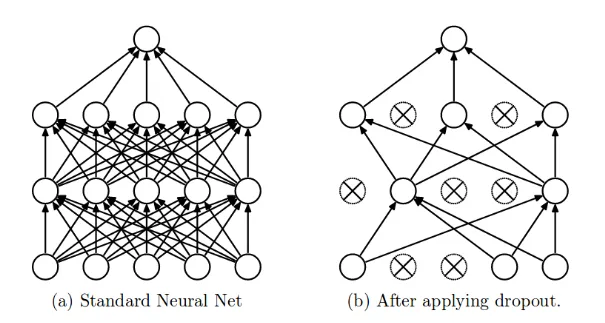 (a) Standard Neural Net
(b) After applying dropout.